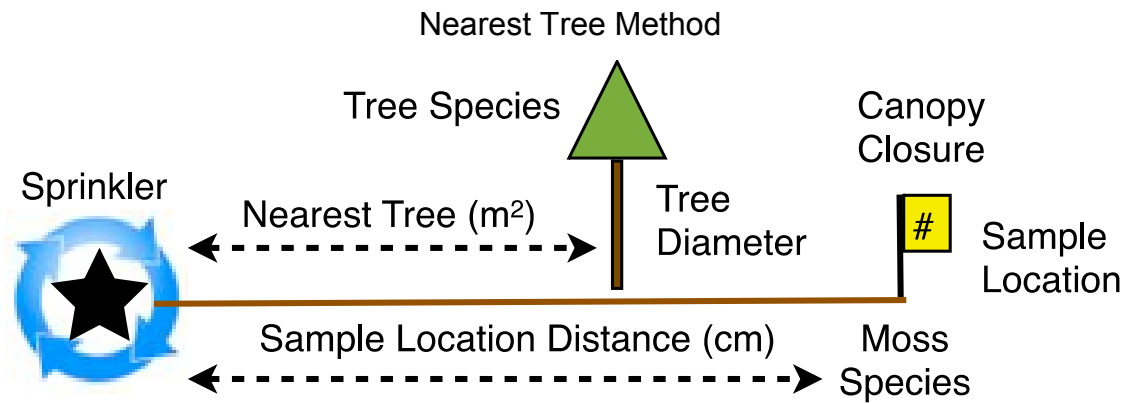 Nearest Tree Method
Tree Species
Canopy
Closure
Sprinkler
Nearest Tree (m²)
Tree
Diameter
#
Sample
Location
Sample Location Distance (cm)
Moss
Species